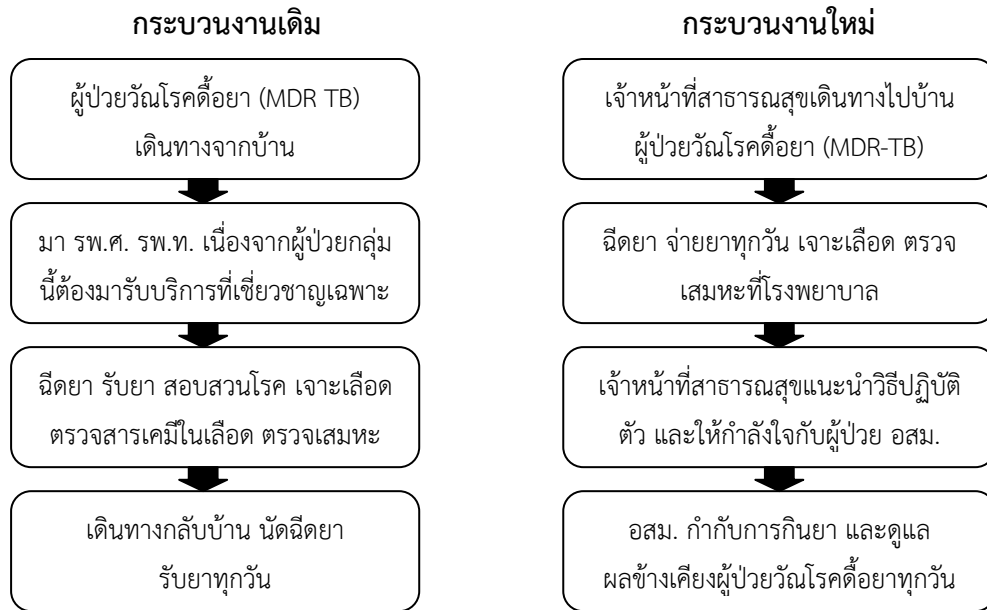 กระบวนงานเดิม
ผู้ป่วยวัณโรคดื้อยา (MDR TB)
เดินทางจากบ้าน
มา รพ.ศ. รพ.ท. เนื่องจากผู้ป่วยกลุ่ม
นี้ต้องมารับบริการที่เชี่ยวชาญเฉพาะ
ฉีดยา รับยา สอบสวนโรค เจาะเลือด
ตรวจสารเคมีในเลือด ตรวจเสมหะ
เดินทางกลับบ้าน นัดฉีดยา
รับยาทุกวัน
กระบวนงานใหม่
เจ้าหน้าที่สาธารณสุขเดินทางไปบ้าน
ผู้ป่วยวัณโรคดื้อยา (MDR-TB)
ฉีดยา จ่ายยาทุกวัน เจาะเลือด ตรวจ
เสมหะที่โรงพยาบาล
เจ้าหน้าที่สาธารณสุขแนะนำวิธีปฏิบัติ
ตัว และให้กำลังใจกับผู้ป่วย อสม.
อสม. กำกับการกินยา และดูแล
ผลข้างเคียงผู้ป่วยวัณโรคดื้อยาทุกวัน